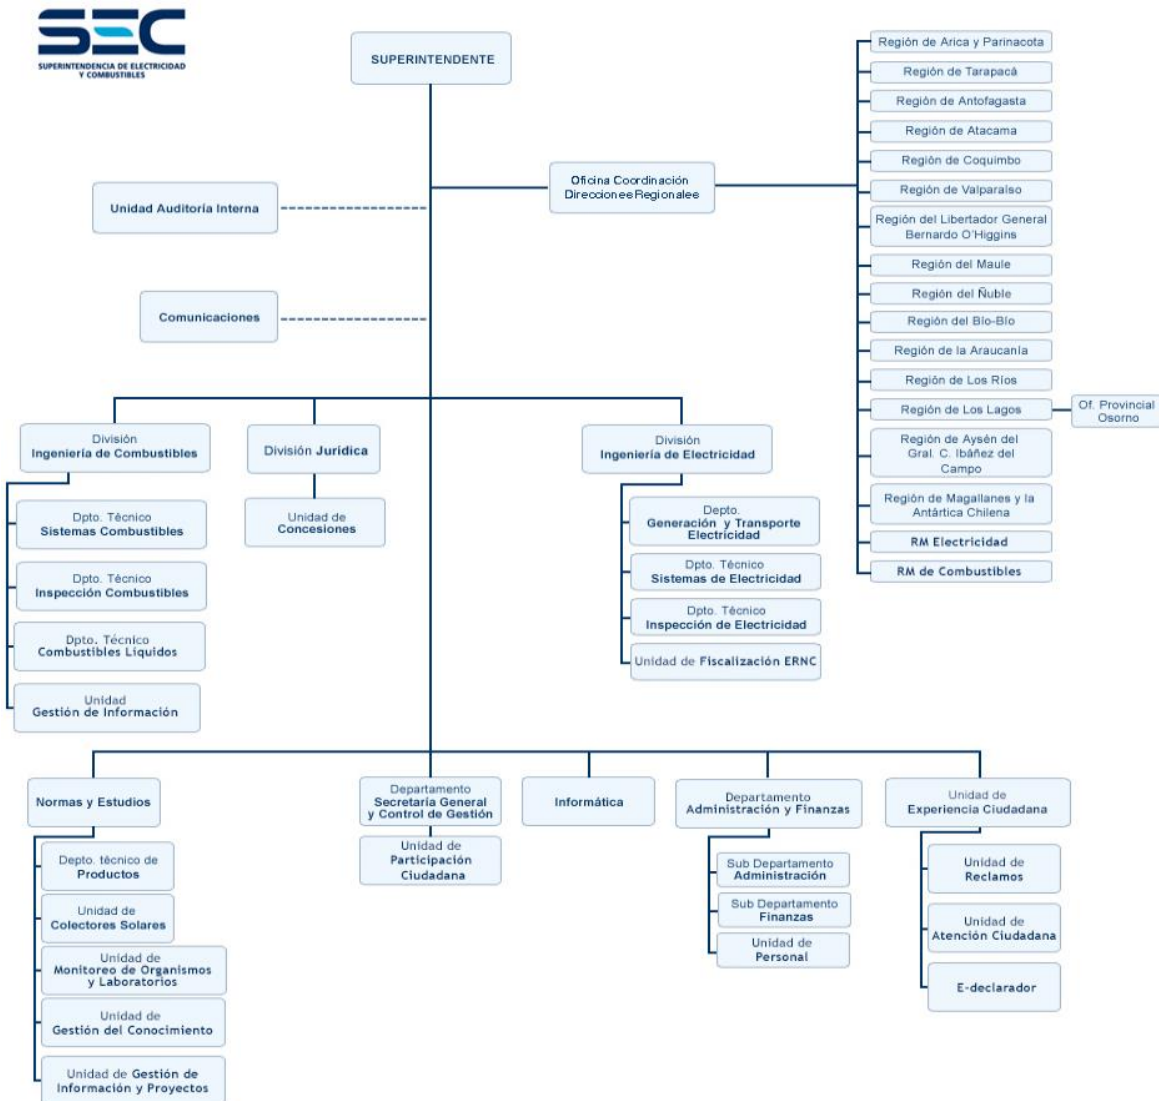 SEC
SUPERINTENDENCIA DE ELECTRICIDAD
Y COMBUSTIBLES
SUPERINTENDENTE
Oficina Coordinación
DireccioneeRegionalee
Unidad Auditoría Interna
Comunicaciones
Región de Arica y Parinacota
Región de Tarapacá
Región de Antofagasta
Región de Atacama
Región de Coquimbo
Región de Valparaíso
Región del Libertador General
Bernardo O'Higgins
Región del Maule
Región del Ñuble
Región del Bío-Bío
Región de la Araucanía
Región de Los Ríos
Región de Los Lagos
Of. Provincial
Osorno
Región de Aysén del
Gral. C. Ibáñez del
Campo
Región de Magallanes y la
Antártica Chilena
RM Electricidad
RM de Combustibles
División
Ingeniería de Combustibles
Dpto. Técnico
Sistemas Combustibles
Dpto. Técnico
Inspección Combustibles
Dpto. Técnico
Combustibles Líquidos
Unidad
Gestión de Información
División Jurídica
Unidad de
Concesiones
División
Ingeniería de Electricidad
Depto.
Generación y Transporte
Electricidad
Dpto. Técnico
Sistemas de Electricidad
Dpto. Técnico
Inspección de Electricidad
Unidad de Fiscalización ERNC
Normas y Estudios
Depto. técnico de
Productos
Unidad de
Colectores Solares
Unidad de
Monitoreo de Organismos
y Laboratorios
Unidad de
Gestión del Conocimiento
Unidad de Gestión de
Información y Proyectos
Departamento
Secretaría General
y Control de Gestión
Unidad de
Participación
Ciudadana
Informática
Departamento
Administración y Finanzas
Sub Departamento
Administración
Sub Departamento
Finanzas
Unidad de
Personal
Unidad de
Experiencia Ciudadana
Unidad de
Reclamos
Unidad de
Atención Ciudadana
E-declarador